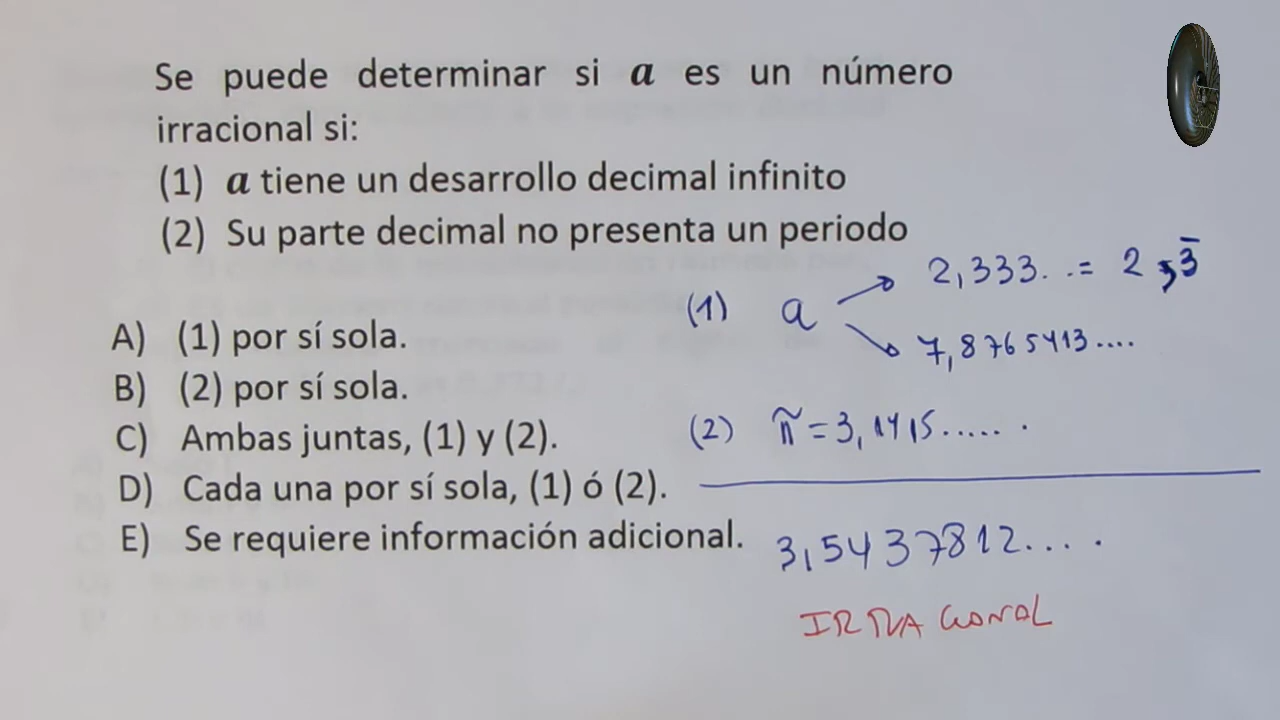 Se puede determinar si a es un número
irracional si:
(1) a tiene un desarrollo decimal infinito
(2) Su parte decimal no presenta un periodo
A) (1) por sí sola.
B) (2) por sí sola.
C) Ambas juntas, (1) y (2).
D) Cada una por sí sola, (1) ó (2).
E) Se requiere información adicional.
(1) a 2,333..= 2,3̅
7,8765413....
(2) π = 3,1415......
3,5437812....
IRRACIONAL